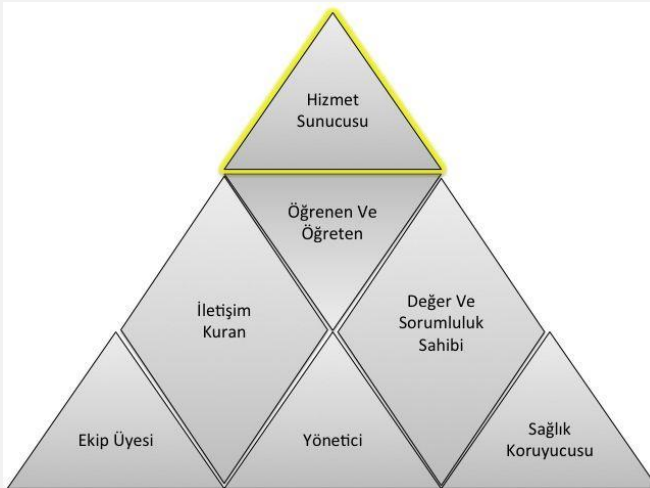 Hizmet
Sunucusu
Öğrenen Ve
Öğreten
İletişim
Kuran
Değer Ve
Sorumluluk
Sahibi
Ekip Üyesi
Yönetici
Sağlık
Koruyucusu